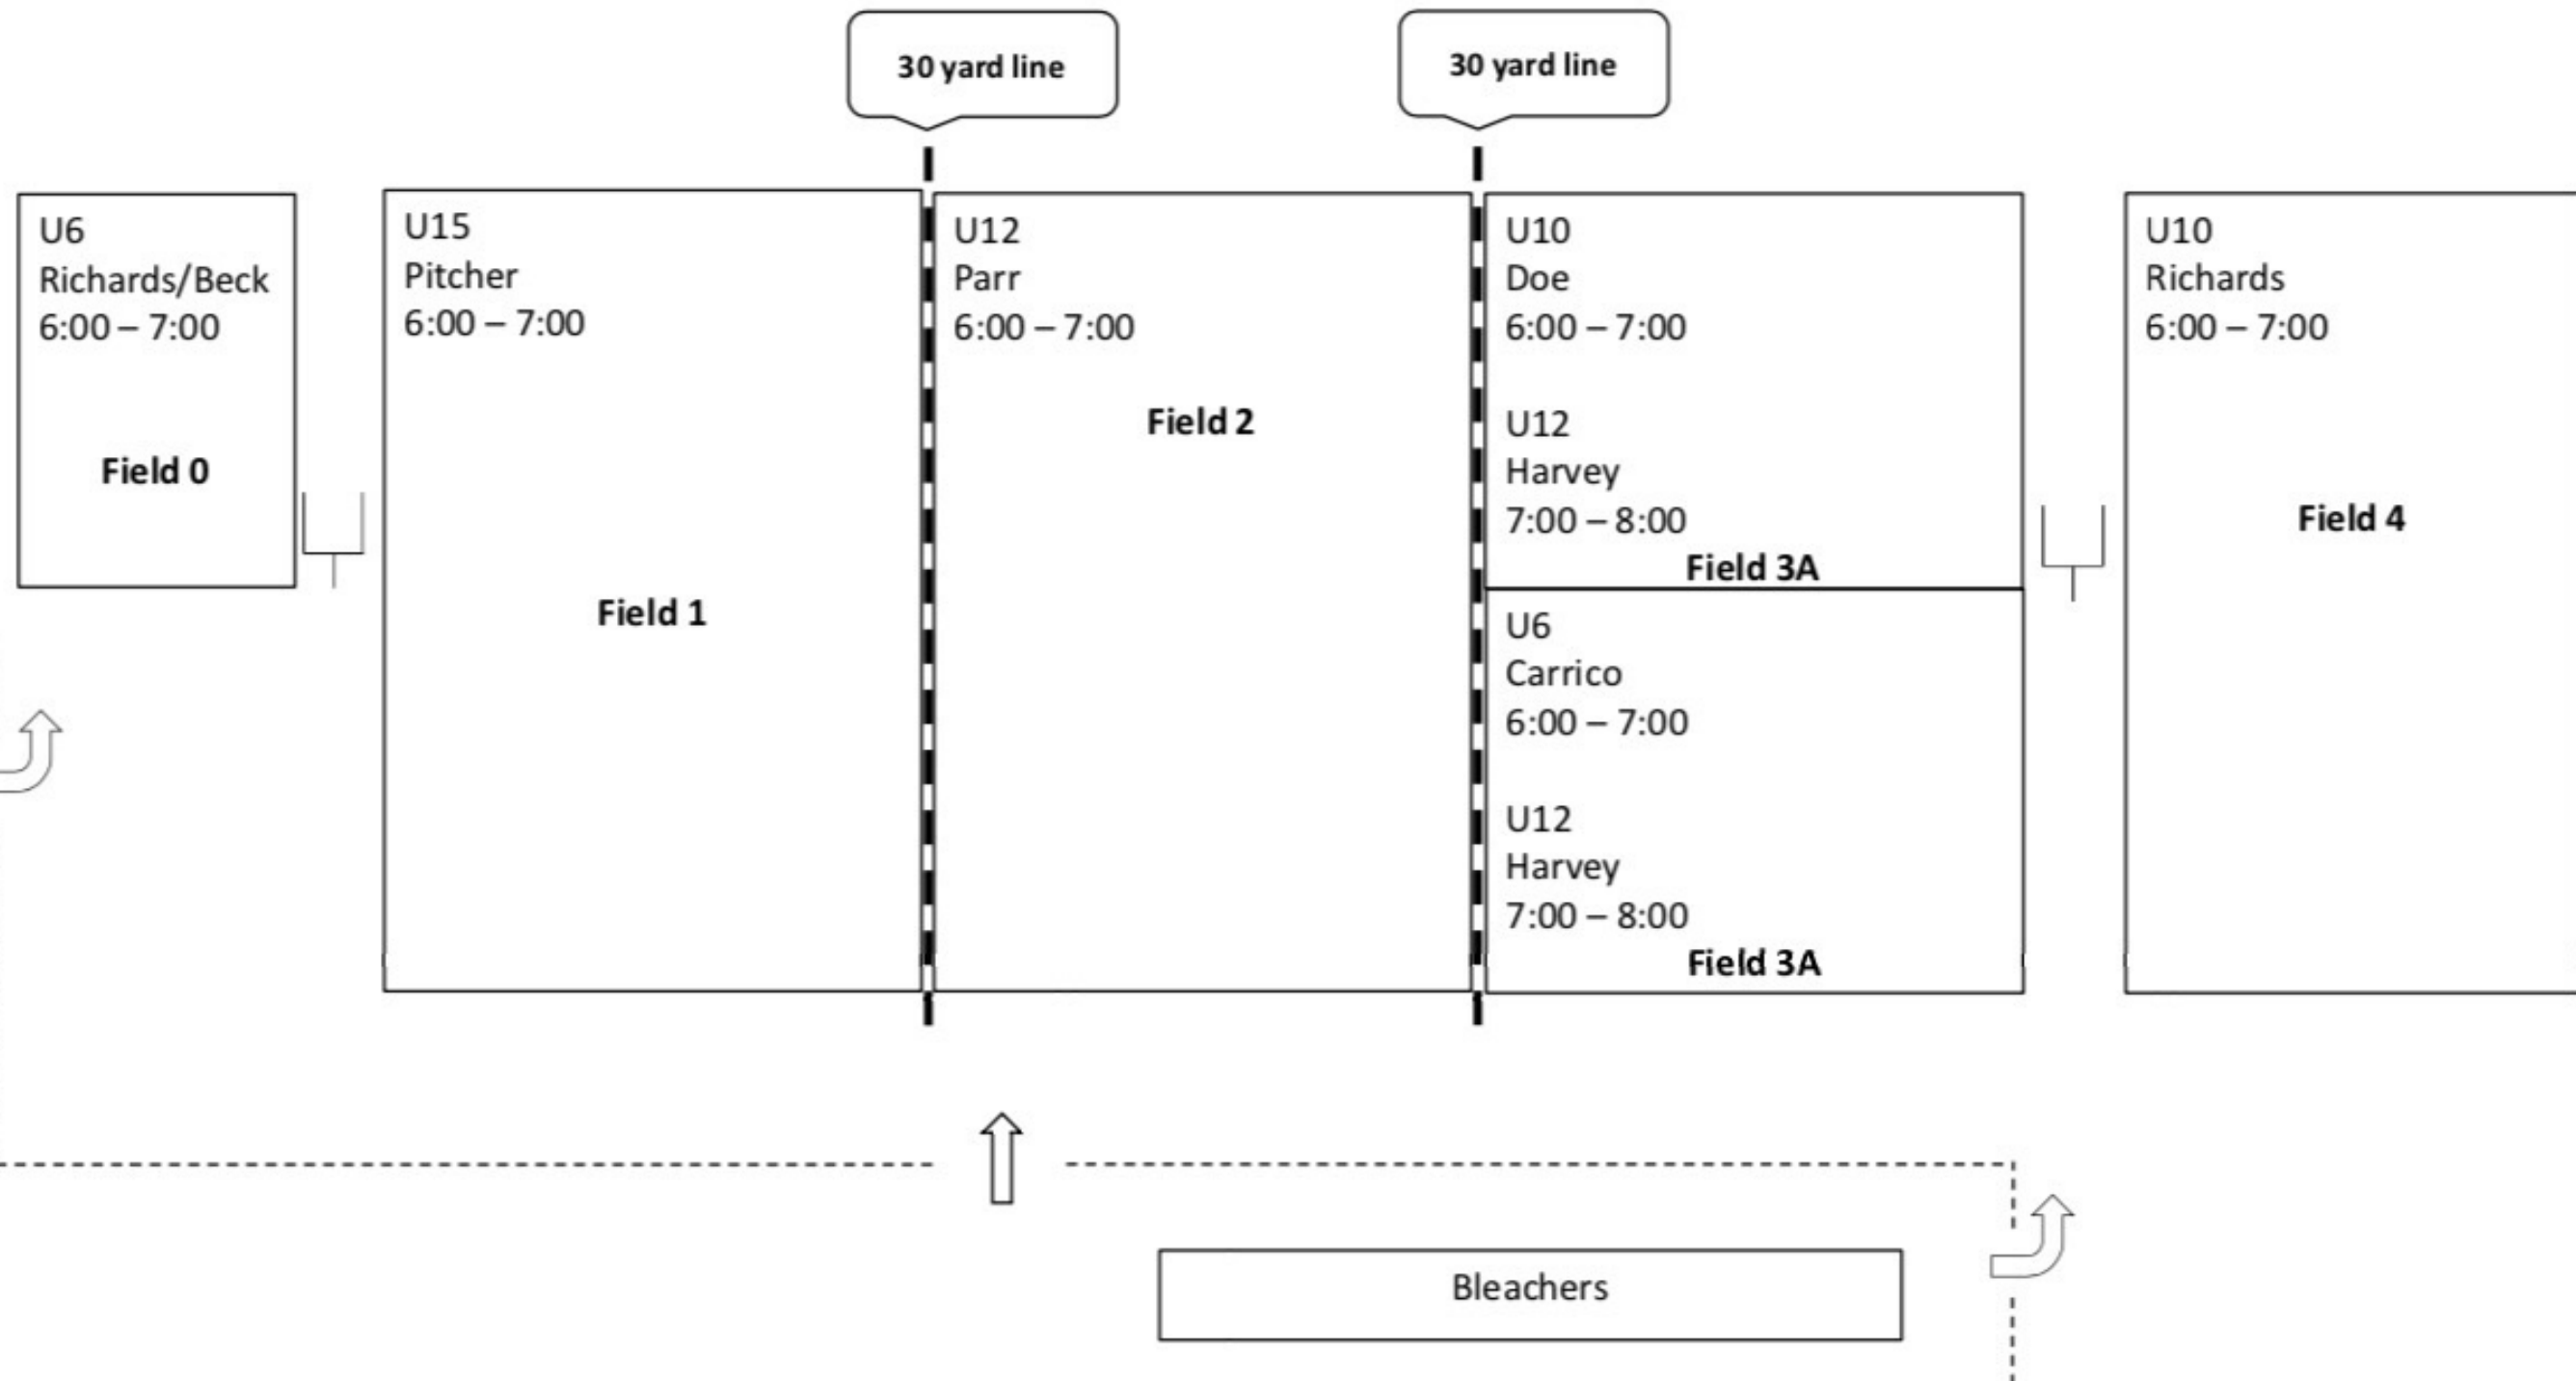 30 yard line
30 yard line
U6
Richards/Beck
6:00 – 7:00
Field 0
U15
Pitcher
6:00 – 7:00
Field 1
U12
Parr
6:00 – 7:00
Field 2
U10
Doe
6:00 – 7:00
U12
Harvey
7:00 – 8:00
Field 3A
U6
Carrico
6:00 – 7:00
U12
Harvey
7:00 – 8:00
Field 3A
U10
Richards
6:00 – 7:00
Field 4
Bleachers